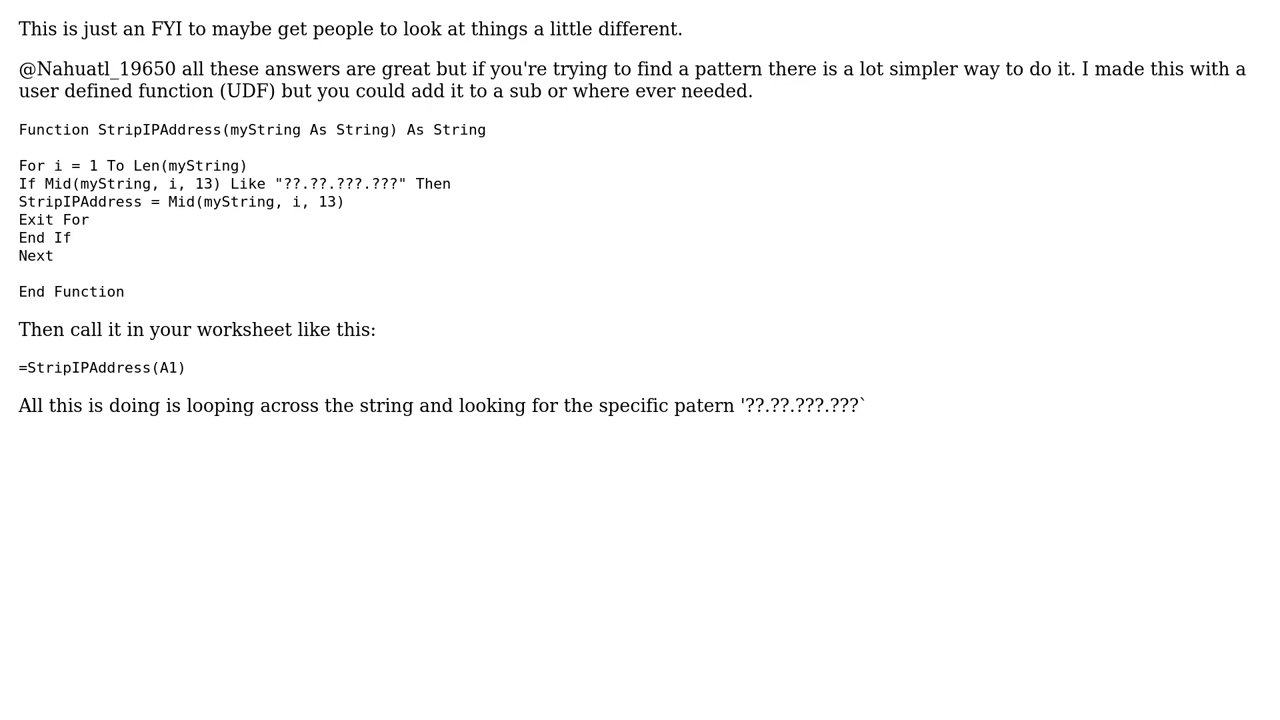 This is just an FYI to maybe get people to look at things a little different.
@Nahuatl_19650 all these answers are great but if you're trying to find a pattern there is a lot simpler way to do it. I made this with a
user defined function (UDF) but you could add it to a sub or where ever needed.
Function StripIPAddress(myString As String) As String
For i = 1 To Len(myString)
If Mid(myString, i, 13) Like "??.??.???.???" Then
StripIPAddress = Mid(myString, i, 13)
Exit For
End If
Next
End Function
Then call it in your worksheet like this:
=StripIPAddress(A1)
All this is doing is looping across the string and looking for the specific patern '??.??.???.???`